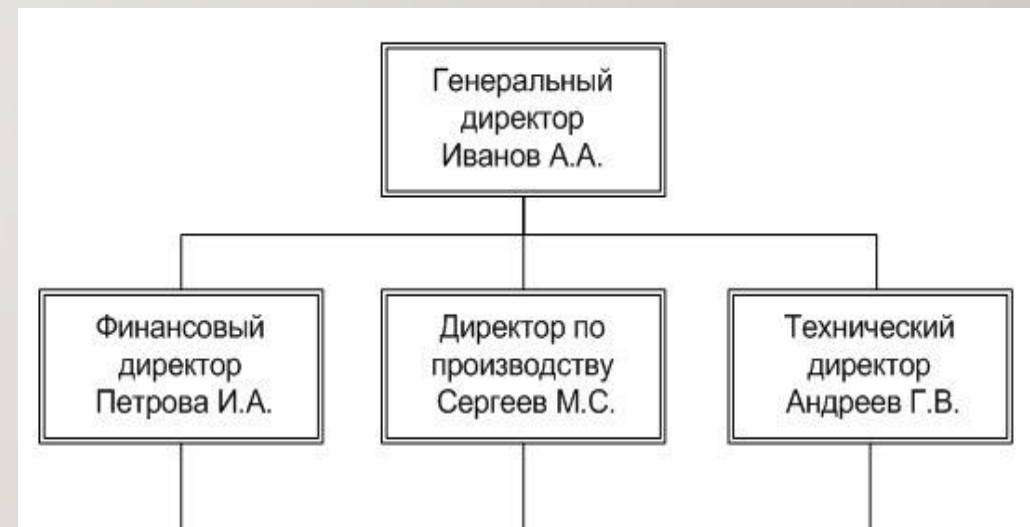 Генеральный
директор
Иванов А.А.
Финансовый
директор
Петрова И.А.
Директор по
производству
Сергеев М.С.
Технический
директор
Андреев Г.В.